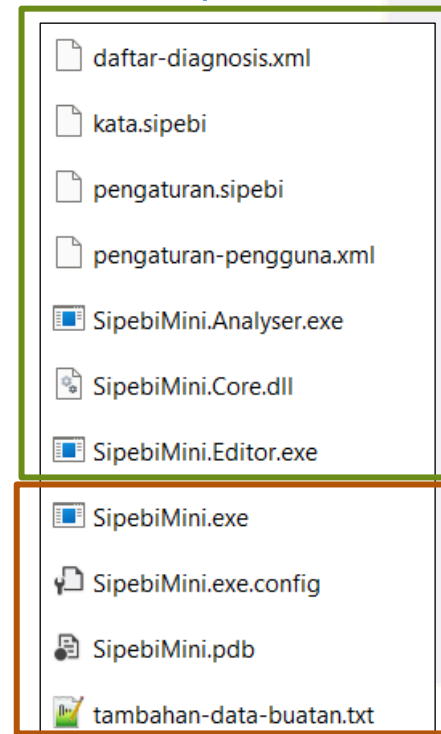 daftar-diagnosis.xml
kata.sipebi
pengaturan.sipebi
pengaturan-pengguna.xml
SipebiMini.Analyser.exe
SipebiMini.Core.dll
SipebiMini.Editor.exe
SipebiMini.exe
SipebiMini.exe.config
SipebiMini.pdb
tambahan-data-buatan.txt